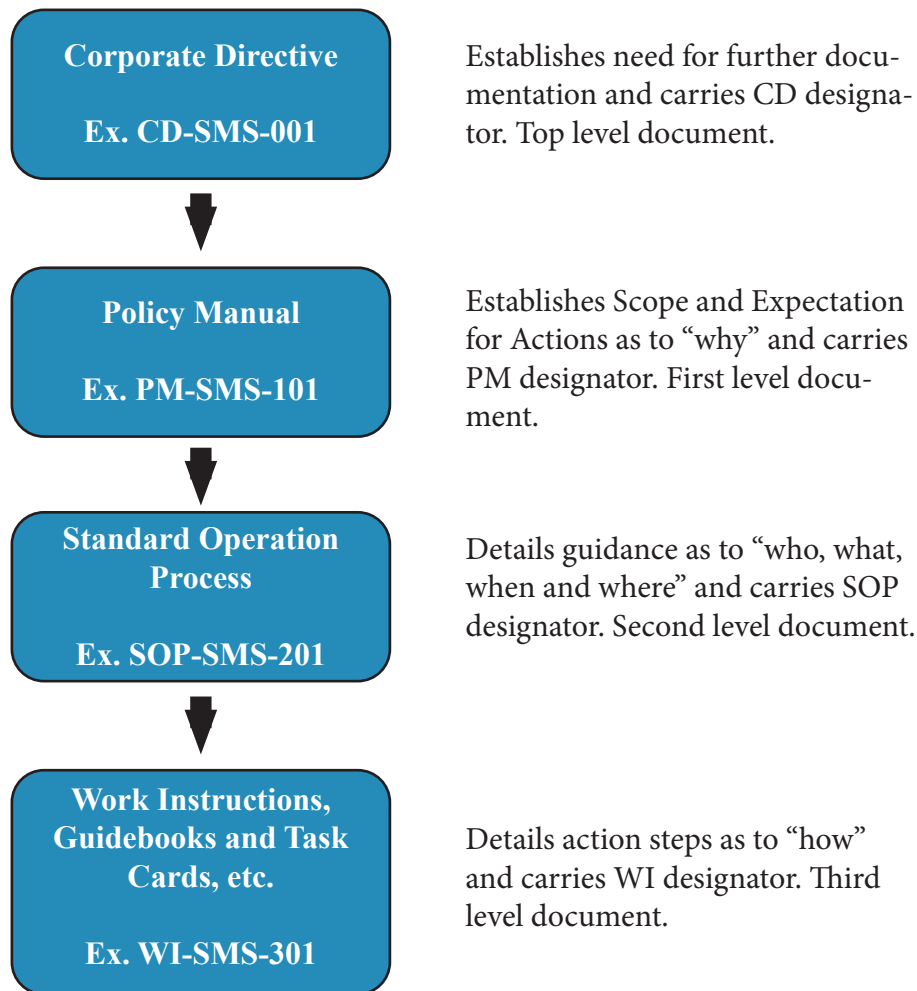 Corporate Directive
Ex. CD-SMS-001
Establishes need for further docu-
mentation and carries CD designa-
tor. Top level document.
Policy Manual
Ex. PM-SMS-101
Establishes Scope and Expectation
for Actions as to “why” and carries
PM designator. First level docu-
ment.
Standard Operation
Process
Ex. SOP-SMS-201
Details guidance as to “who, what,
when and where” and carries SOP
designator. Second level document.
Work Instructions,
Guidebooks and Task
Cards, etc.
Ex. WI-SMS-301
Details action steps as to “how”
and carries WI designator. Third
level document.